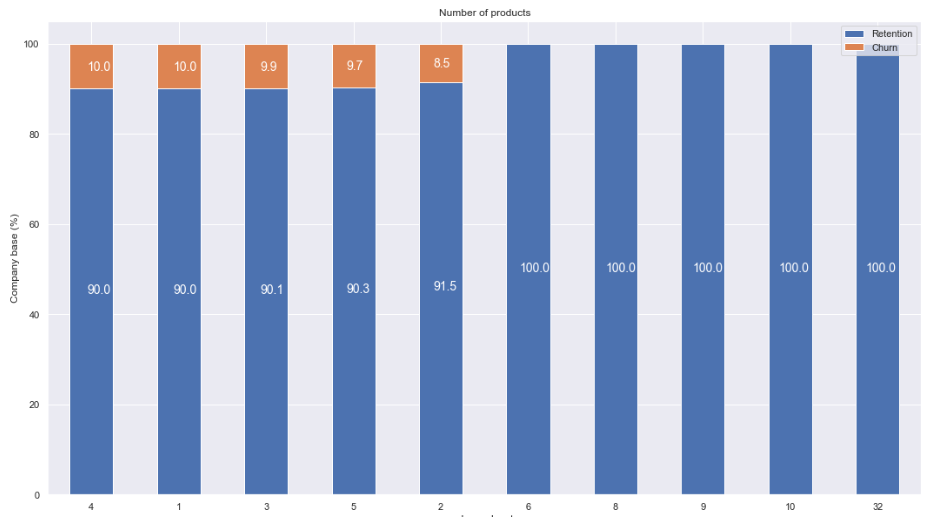 Number of products
Retention
Churn
Company base (%)
100
80
60
40
20
0
10.0 10.0 9.9 9.7 8.5
90.0 90.0 90.1 90.3 91.5 100.0 100.0 100.0 100.0 100.0
4 1 3 5 2 6 8 9 10 32